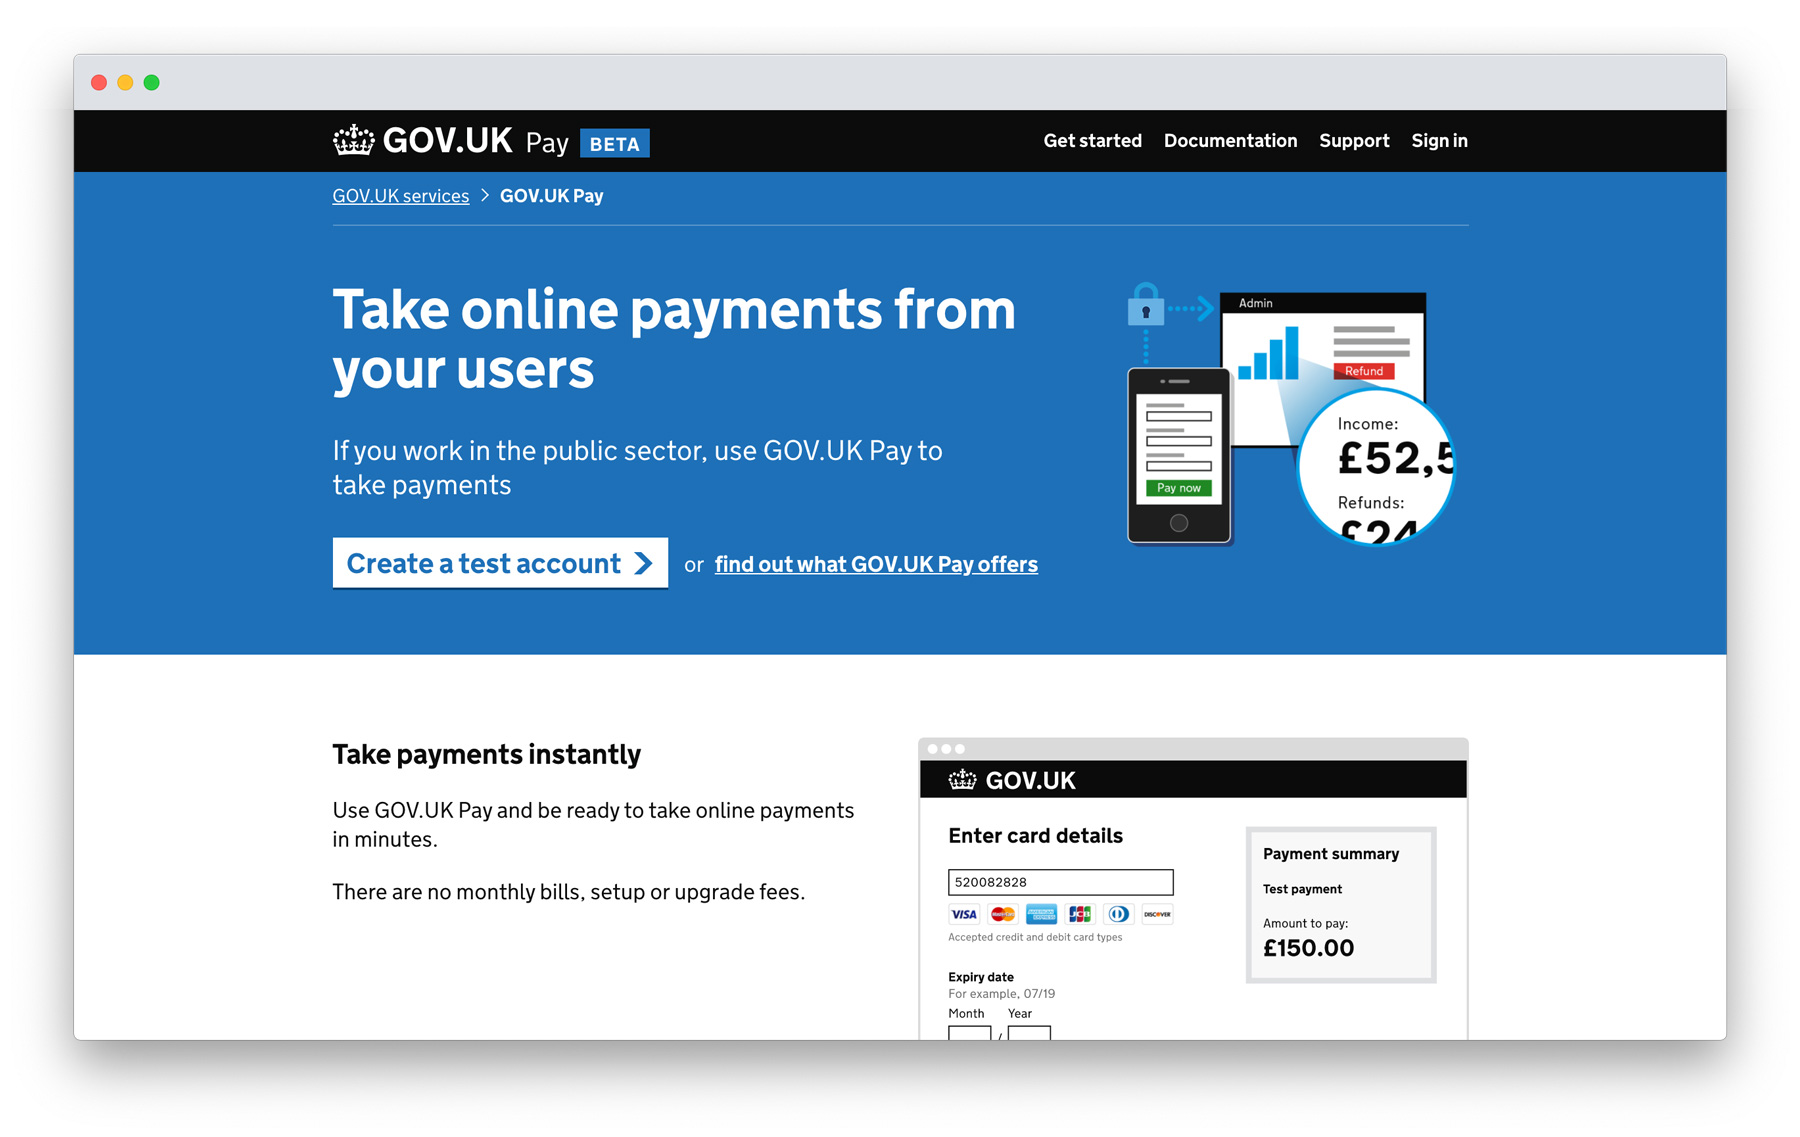 GOV.UK Pay BETA
Get started Documentation Support Sign in
GOV.UK services > GOV.UK Pay
Take online payments from
your users
If you work in the public sector, use GOV.UK Pay to
take payments
Create a test account
or find out what GOV.UK Pay offers
Admin
Refund
Pay now
Income:
£52,5
Refunds:
£24
Take payments instantly
Use GOV.UK Pay and be ready to take online payments
in minutes.
There are no monthly bills, setup or upgrade fees.
GOV.UK
Enter card details
520082828
VISA MasterCard AMERICAN EXPRESS JCB DISCOVER
Accepted credit and debit card types
Expiry date
For example, 07/19
Month Year
/
Payment summary
Test payment
Amount to pay:
£150.00